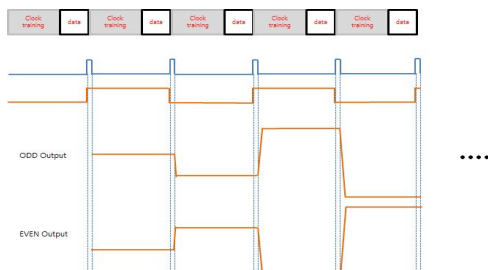 Clock
training
data
Clock
training
data
Clock
training
data
Clock
training
data
Clock
training
data
ODD Output
EVEN Output